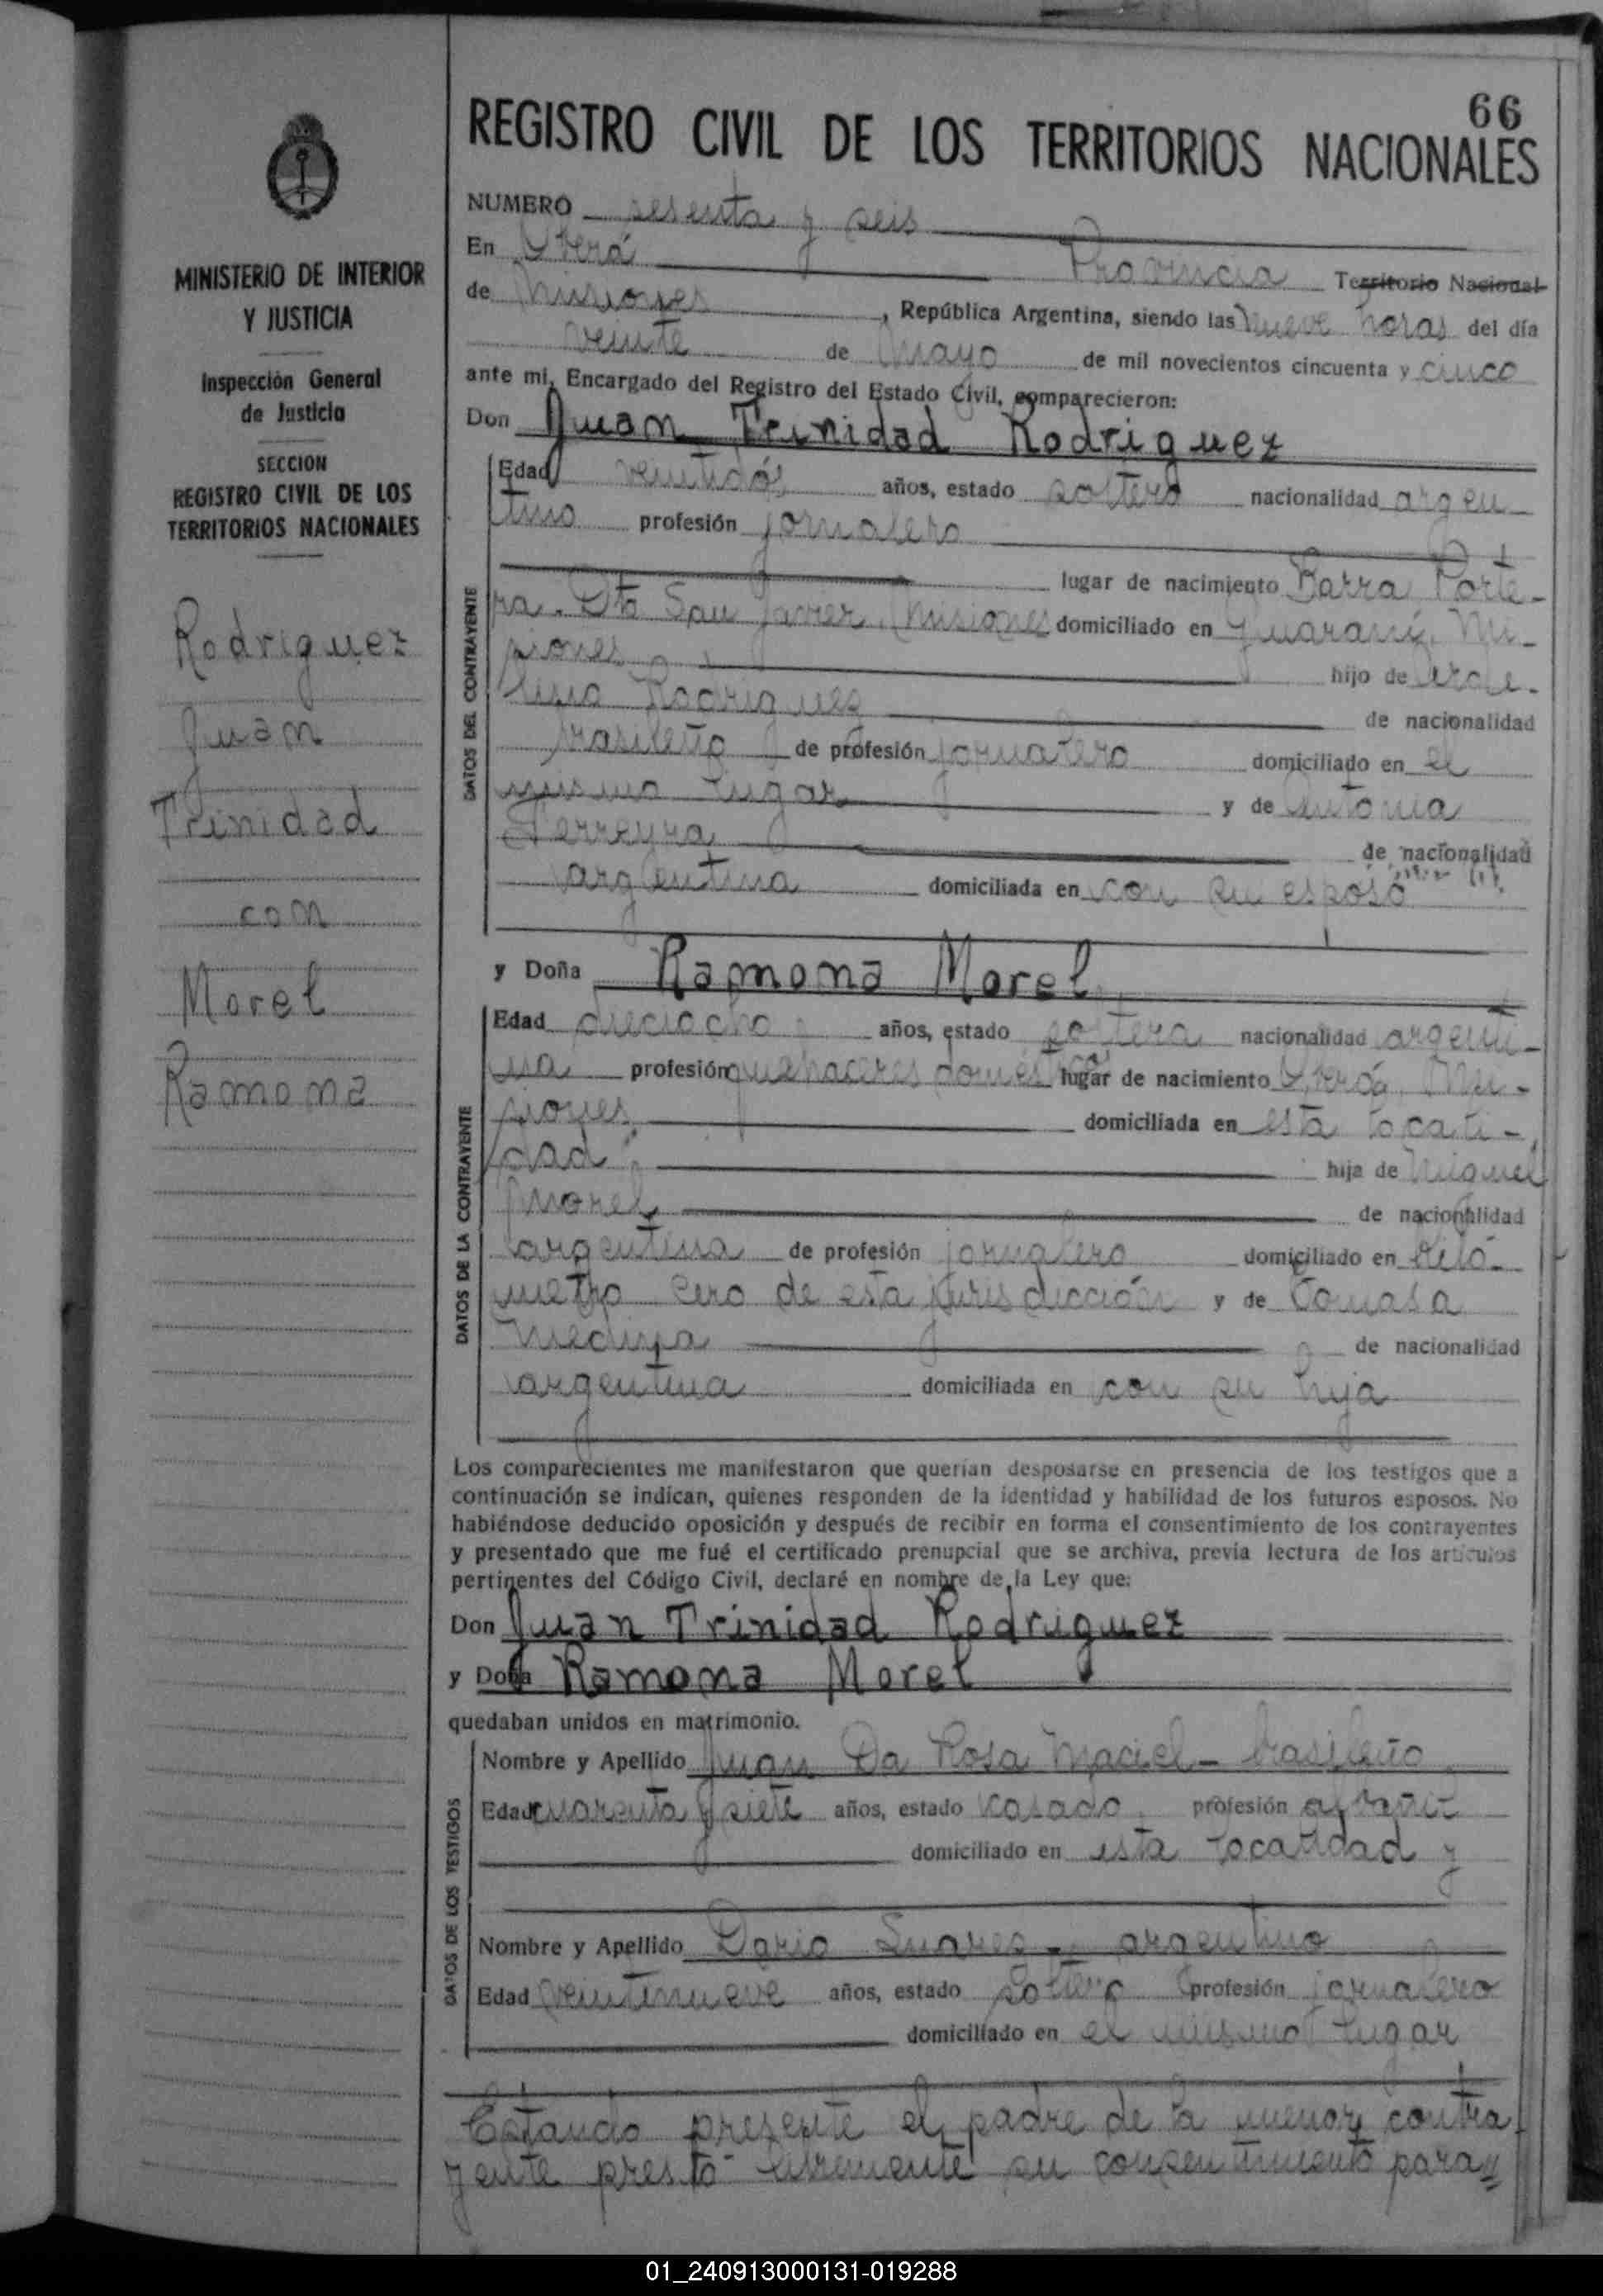 66
REGISTRO CIVIL DE LOS TERRITORIOS NACIONALES
MINISTERIO DE INTERIOR
Y JUSTICIA
Inspección General
de Justicia
SECCION
REGISTRO CIVIL DE LOS
TERRITORIOS NACIONALES
Rodriguez
Juan
Trinidad
con
Morel
Ramona
NUMERO sesenta y seis
En Oberá Provincia Territorio Nacional
de Misiones, República Argentina, siendo las nueve horas del día
veinte de Mayo de mil novecientos cincuenta y cinco
ante mi, Encargado del Registro del Estado Civil, comparecieron:
Don Juan Trinidad Rodriguez
DATOS DEL CONTRAYENTE
Edad veintidós años, estado soltero nacionalidad argen
tino profesión jornalero
lugar de nacimiento Barra Porte-
ra. Dto San Javier, Misiones domiciliado en Guaraní, Mi-
siones hijo de
Rodriguez de nacionalidad
brasileño de profesión jornalero domiciliado en el
mismo lugar y de Antonia
Ferreyra de nacionalidad
argentina domiciliada en con su esposo
y Doña Ramona Morel
DATOS DE LA CONTRAYENTE
Edad dieciocho años, estado soltera nacionalidad argenti-
na profesión quehaceres domést lugar de nacimiento Oberá, Mi-
siones domiciliada en esta locali-
dad hija de Miguel
Morel de nacionalidad
argentina de profesión jornalero domiciliado en Kiló-
metro Cero de esta jurisdicción y de Tomasa
Medina de nacionalidad
argentina domiciliada en con su hija
Los comparecientes me manifestaron que querían desposarse en presencia de los testigos que a
continuación se indican, quienes responden de la identidad y habilidad de los futuros esposos. No
habiéndose deducido oposición y después de recibir en forma el consentimiento de los contrayentes
y presentado que me fué el certificado prenupcial que se archiva, previa lectura de los artículos
pertinentes del Código Civil, declaré en nombre de la Ley que:
Don Juan Trinidad Rodriguez
y Doña Ramona Morel
quedaban unidos en matrimonio.
DATOS DE LOS TESTIGOS
Nombre y Apellido Juan Da Rosa Maciel - brasileño
Edad cuarenta y siete años, estado casado profesión albañil
domiciliado en esta localidad y
Nombre y Apellido Dario Suarez - argentino
Edad veintinueve años, estado soltero profesión jornalero
domiciliado en el mismo lugar
Estando presente el padre de la menor contra
yente prestó libremente su consentimiento para
01_240913000131-019288